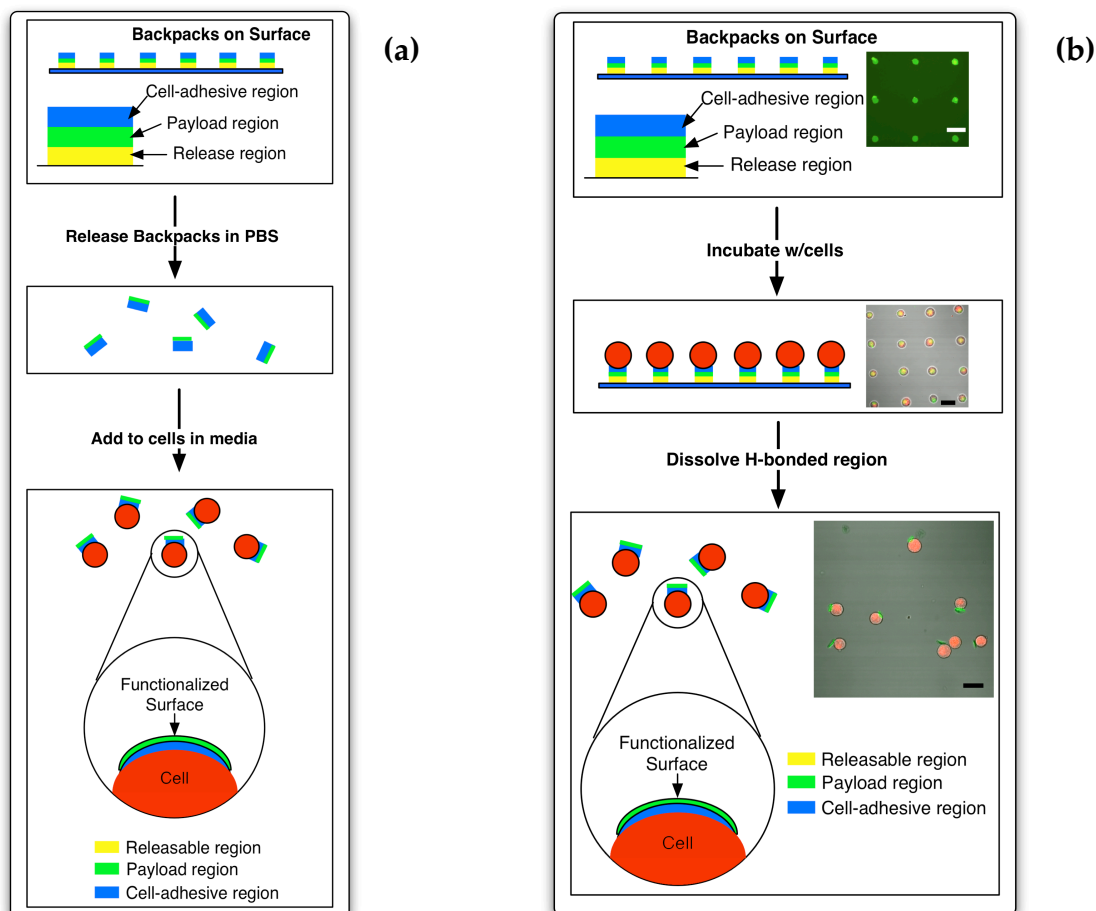 (a)
Backpacks on Surface
Cell-adhesive region
Payload region
Release region
Release Backpacks in PBS
Add to cells in media
Functionalized
Surface
Cell
Releasable region
Payload region
Cell-adhesive region
(b)
Backpacks on Surface
Cell-adhesive region
Payload region
Release region
Incubate w/cells
Dissolve H-bonded region
Functionalized
Surface
Cell
Releasable region
Payload region
Cell-adhesive region